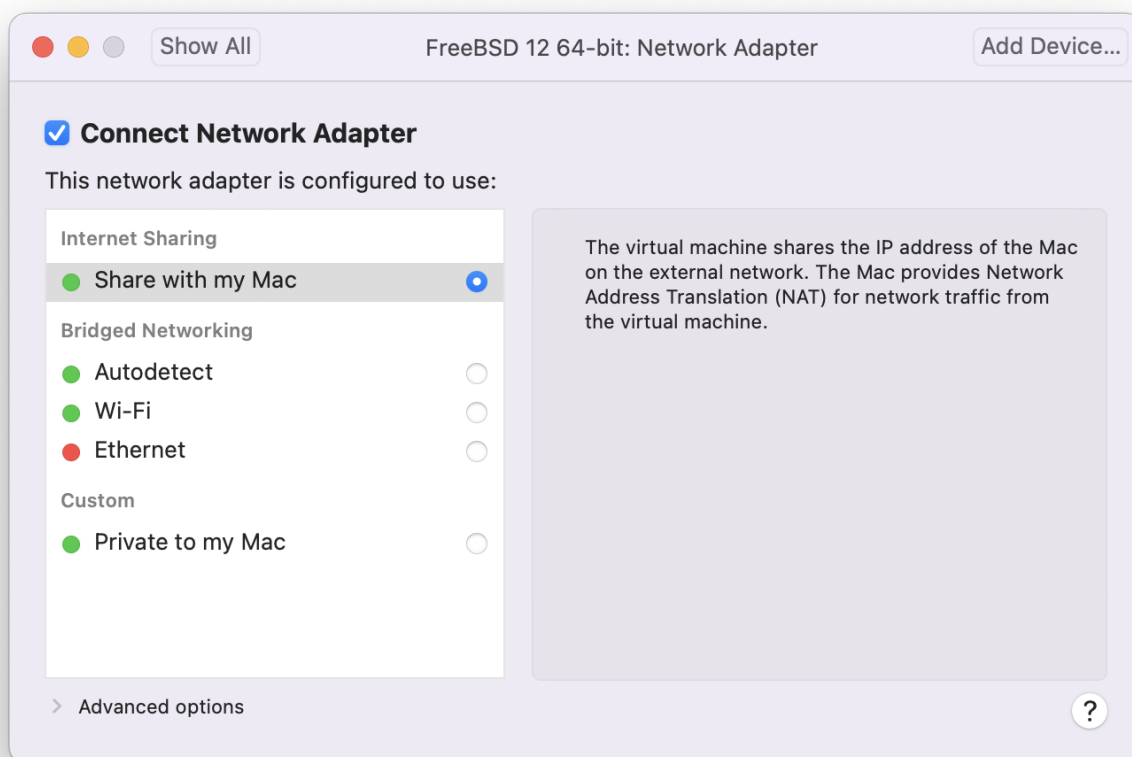 Show All
FreeBSD 12 64-bit: Network Adapter
Add Device...
Connect Network Adapter
This network adapter is configured to use:
Internet Sharing
Share with my Mac
Bridged Networking
Autodetect
Wi-Fi
Ethernet
Custom
Private to my Mac
The virtual machine shares the IP address of the Mac
on the external network. The Mac provides Network
Address Translation (NAT) for network traffic from
the virtual machine.
Advanced options
?